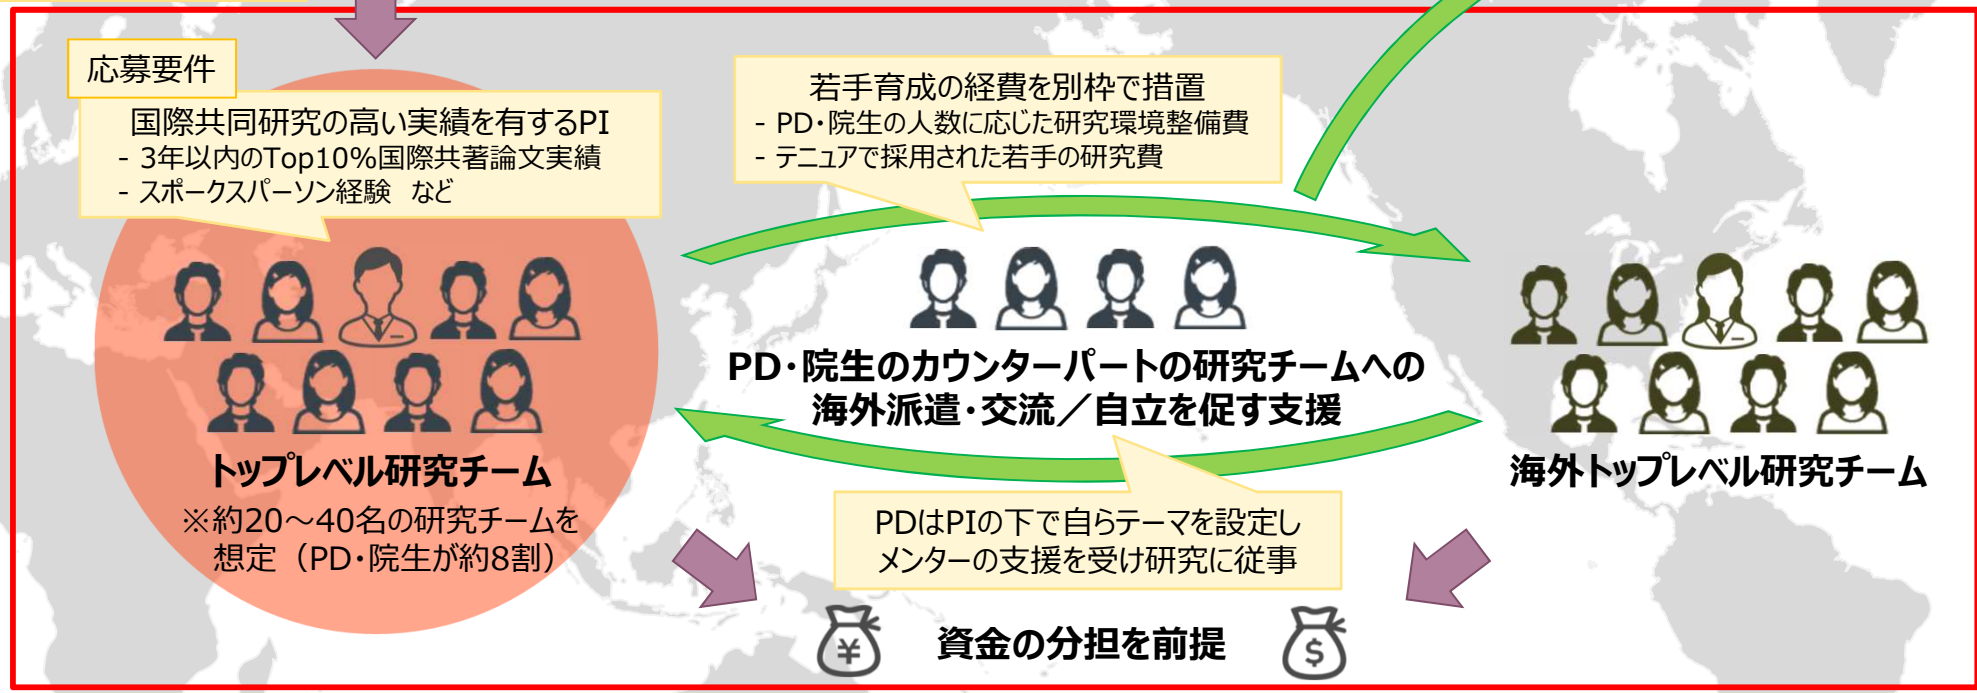 応募要件
国際共同研究の高い実績を有するPI
- 3年以内のTop10%国際共著論文実績
- スポークスパーソン経験 など
若手育成の経費を別枠で措置
- PD・院生の人数に応じた研究環境整備費
- テニュアで採用された若手の研究費
PD・院生のカウンターパートの研究チームへの
海外派遣・交流／自立を促す支援
トップレベル研究チーム
※約20～40名の研究チームを
想定（PD・院生が約8割）
海外トップレベル研究チーム
PDはPIの下で自らテーマを設定し
メンターの支援を受け研究に従事
¥
資金の分担を前提
$